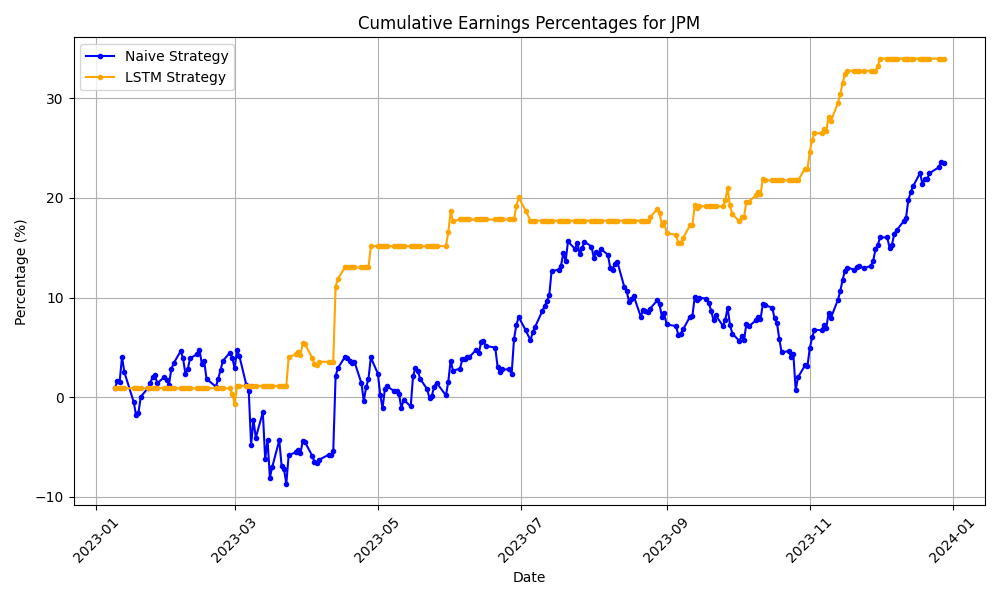 Cumulative Earnings Percentages for JPM
Naive Strategy
LSTM Strategy
Percentage (%)
30
20
10
0
−10
2023-01
2023-03
2023-05
2023-07
2023-09
2023-11
2024-01
Date